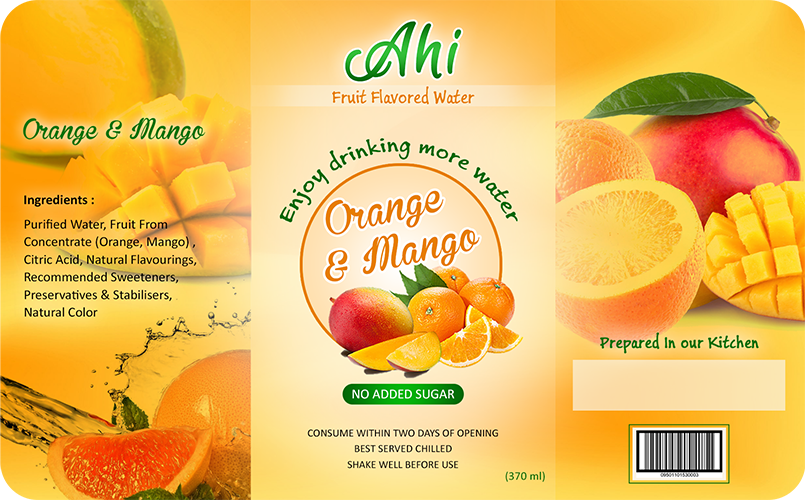 Orange & Mango
Ingredients :
Purified Water, Fruit From
Concentrate (Orange, Mango) ,
Citric Acid, Natural Flavourings,
Recommended Sweeteners,
Preservatives & Stabilisers,
Natural Color
Ahi
Fruit Flavored Water
Enjoy drinking more water
Orange
& Mango
NO ADDED SUGAR
CONSUME WITHIN TWO DAYS OF OPENING
BEST SERVED CHILLED
SHAKE WELL BEFORE USE
(370 ml)
Prepared In our Kitchen
09501101530003